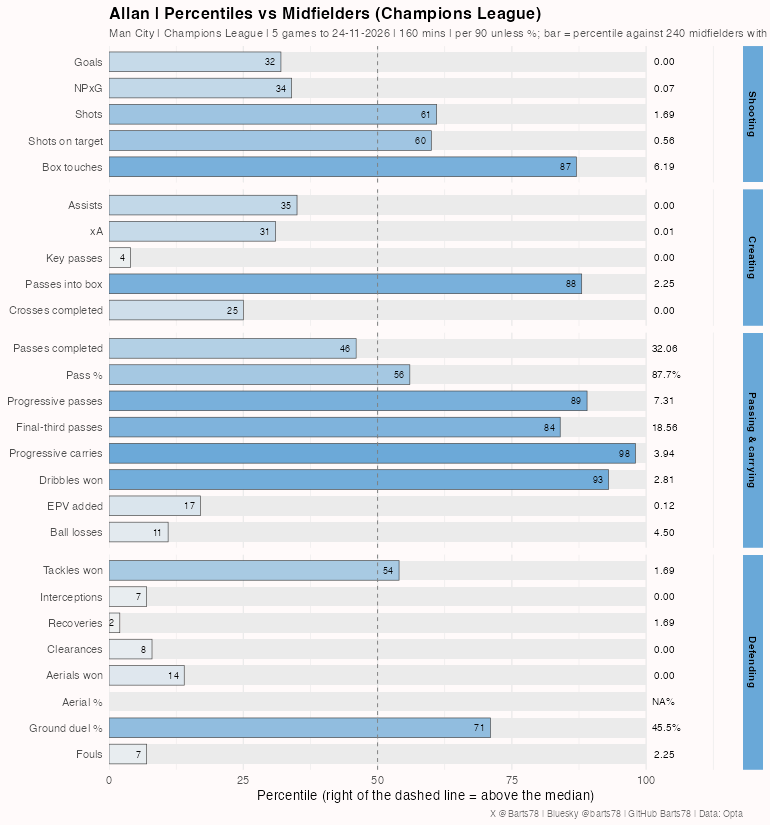 Allan | Percentiles vs Midfielders (Champions League)
Man City | Champions League | 5 games to 24-11-2026 | 160 mins | per 90 unless %; bar = percentile against 240 midfielders with
Goals 32 0.00
NPxG 34 0.07
Shots 61 1.69
Shots on target 60 0.56
Box touches 87 6.19
Shooting
Assists 35 0.00
xA 31 0.01
Key passes 4 0.00
Passes into box 88 2.25
Crosses completed 25 0.00
Creating
Passes completed 46 32.06
Pass % 56 87.7%
Progressive passes 89 7.31
Final-third passes 84 18.56
Progressive carries 98 3.94
Dribbles won 93 2.81
EPV added 17 0.12
Ball losses 11 4.50
Passing & carrying
Tackles won 54 1.69
Interceptions 7 0.00
Recoveries 2 1.69
Clearances 8 0.00
Aerials won 14 0.00
Aerial % NA%
Ground duel % 71 45.5%
Fouls 7 2.25
Defending
0 25 50 75 100
Percentile (right of the dashed line = above the median)
X @Barts78 | Bluesky @barts78 | GitHub Barts78 | Data: Opta